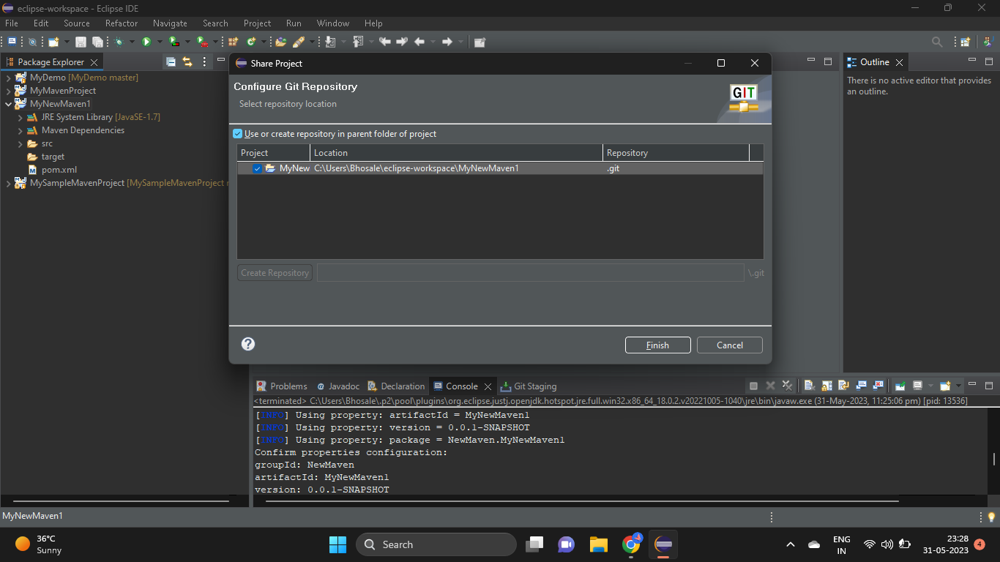 eclipse-workspace - Eclipse IDE
File Edit Source Refactor Navigate Search Project Run Window Help
Package Explorer
MyDemo [MyDemo master]
MyMavenProject
MyNewMaven1
JRE System Library [JavaSE-1.7]
Maven Dependencies
src
target
pom.xml
MySampleMavenProject [MySampleMavenProject
Share Project
Configure Git Repository
Select repository location
GIT
Use or create repository in parent folder of project
Project Location Repository
MyNew C:\Users\Bhosale\eclipse-workspace\MyNewMaven1 .git
Create Repository \.git
Finish Cancel
Outline
There is no active editor that provides
an outline.
Problems Javadoc Declaration Console Git Staging
<terminated> C:\Users\Bhosale\.p2\pool\plugins\org.eclipse.justj.openjdk.hotspot.jre.full.win32.x86_64_18.0.2.v20221005-1040\jre\bin\javaw.exe (31-May-2023, 11:25:06 pm) [pid: 13536]
[INFO] Using property: artifactId = MyNewMaven1
[INFO] Using property: version = 0.0.1-SNAPSHOT
[INFO] Using property: package = NewMaven.MyNewMaven1
Confirm properties configuration:
groupId: NewMaven
artifactId: MyNewMaven1
version: 0.0.1-SNAPSHOT
MyNewMaven1
36°C
Sunny
Search
ENG
IN
23:28
31-05-2023
4